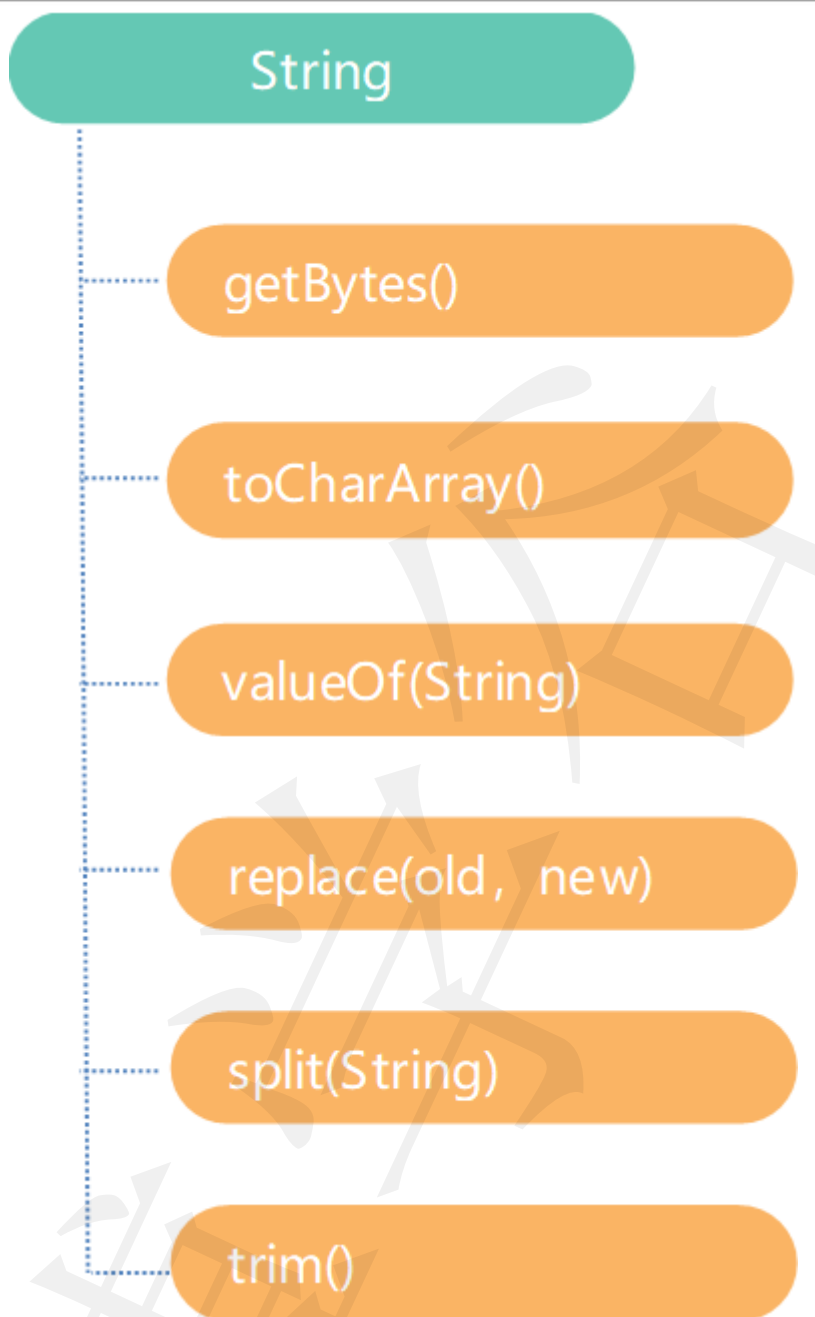 String
getBytes()
toCharArray()
valueOf(String)
replace(old，new)
split(String)
trim()